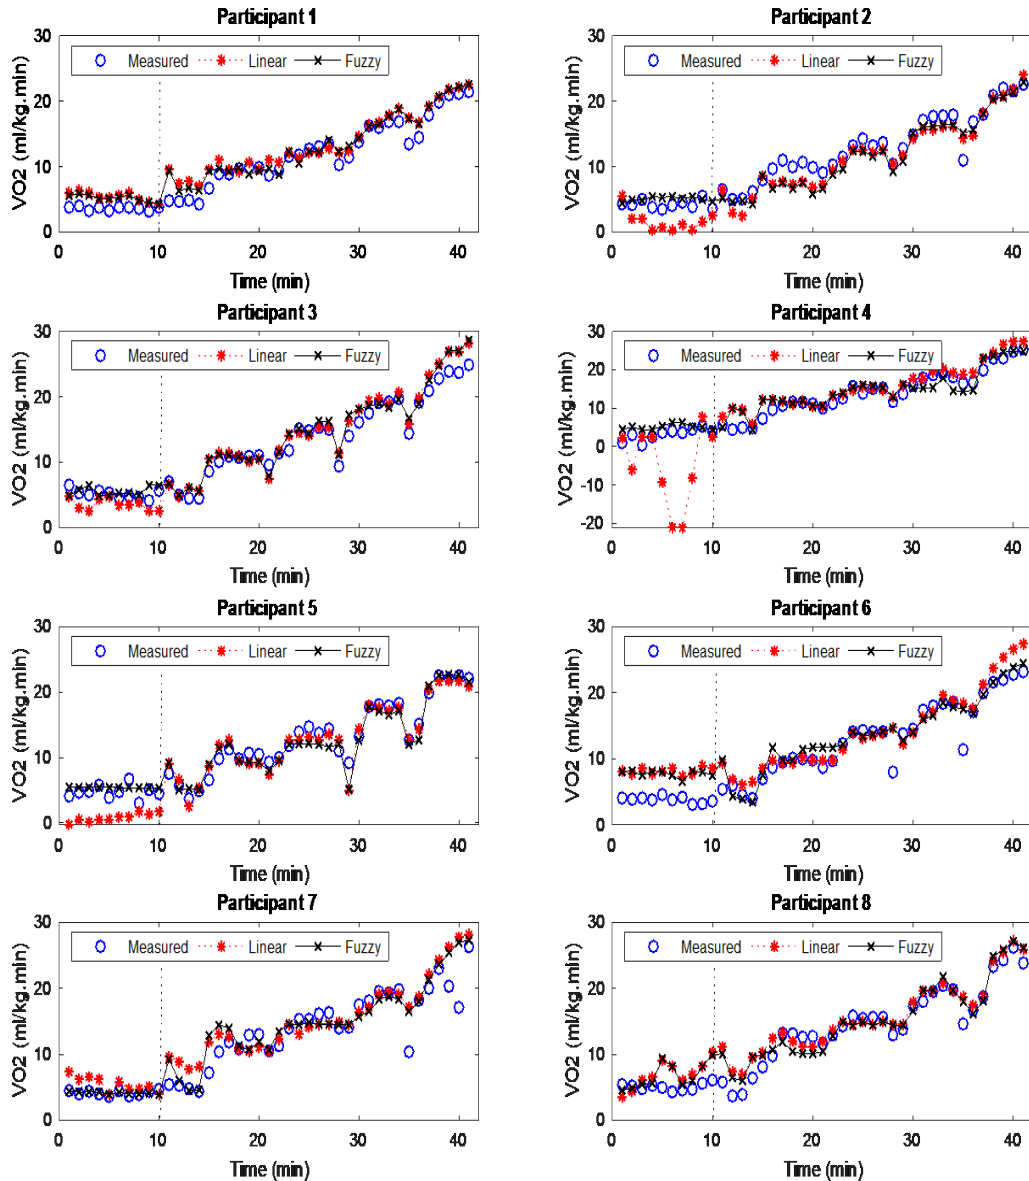 Participant 1
30
Measured Linear Fuzzy
20
10
0
VO2 (ml/kg.min)
0 10 20 30 40
Time (min)
Participant 2
30
Measured Linear Fuzzy
20
10
0
VO2 (ml/kg.min)
0 10 20 30 40
Time (min)
Participant 3
30
Measured Linear Fuzzy
20
10
0
VO2 (ml/kg.min)
0 10 20 30 40
Time (min)
Participant 4
30
Measured Linear Fuzzy
20
10
0
-10
-20
VO2 (ml/kg.min)
0 10 20 30 40
Time (min)
Participant 5
30
Measured Linear Fuzzy
20
10
0
VO2 (ml/kg.min)
0 10 20 30 40
Time (min)
Participant 6
30
Measured Linear Fuzzy
20
10
0
VO2 (ml/kg.min)
0 10 20 30 40
Time (min)
Participant 7
30
Measured Linear Fuzzy
20
10
0
VO2 (ml/kg.min)
0 10 20 30 40
Time (min)
Participant 8
30
Measured Linear Fuzzy
20
10
0
VO2 (ml/kg.min)
0 10 20 30 40
Time (min)